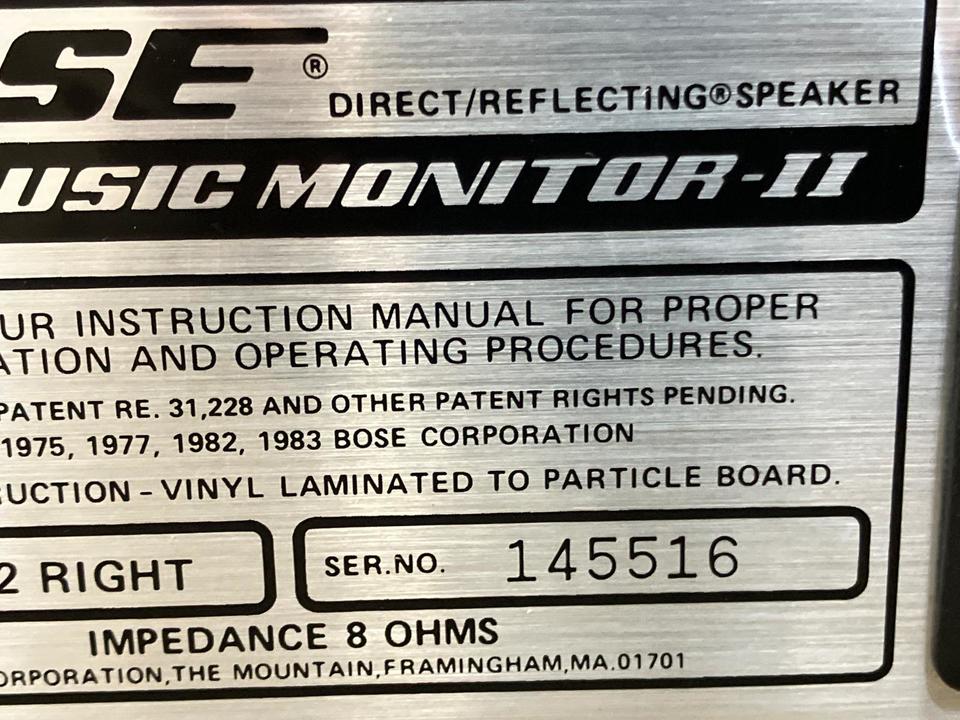 SE®
DIRECT/REFLECTING® SPEAKER
USIC MONITOR-II
UR INSTRUCTION MANUAL FOR PROPER
ATION AND OPERATING PROCEDURES.
PATENT RE. 31,228 AND OTHER PATENT RIGHTS PENDING.
1975, 1977, 1982, 1983 BOSE CORPORATION
UCTION - VINYL LAMINATED TO PARTICLE BOARD.
2 RIGHT
SER.NO. 145516
IMPEDANCE 8 OHMS
ORPORATION, THE MOUNTAIN, FRAMINGHAM, MA. 01701